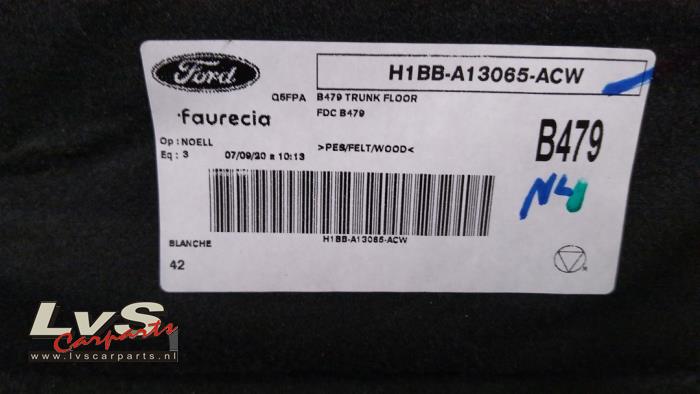 Ford
H1BB-A13065-ACW
Q5FPA B479 TRUNK FLOOR
FDC B479
faurecia
Op : NOELL
Eq : 3 07/09/20 à 10:13
>PES/FELT/WOOD<
B479
NL
H1BB-A13065-ACW
BLANCHE
42
LvS
Carparts
www.lvscarparts.nl